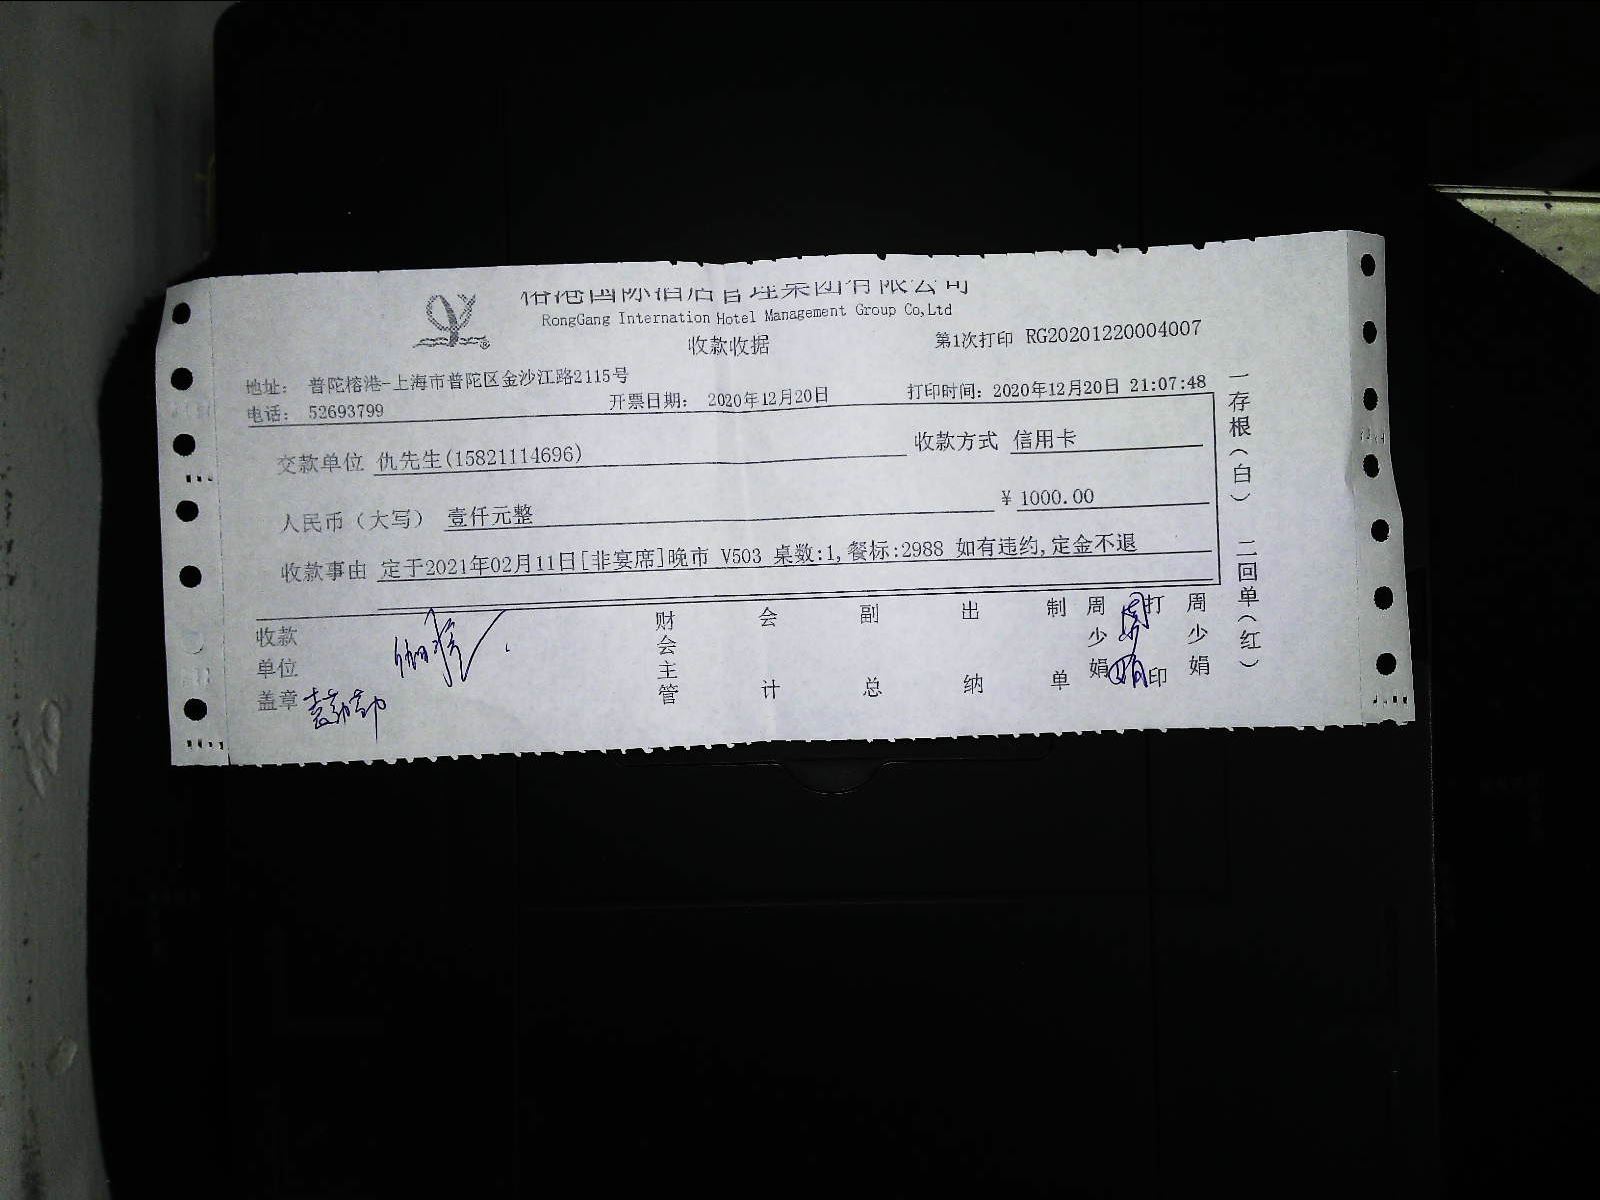 榕港国际酒店管理集团有限公司
RongGang Internation Hotel Management Group Co,Ltd
收款收据
第1次打印 RG20201220004007
地址： 普陀榕港-上海市普陀区金沙江路2115号
电话： 52693799
开票日期： 2020年12月20日
打印时间：2020年12月20日 21:07:48
交款单位 仇先生(15821114696)
收款方式 信用卡
人民币（大写） 壹仟元整
¥ 1000.00
收款事由 定于2021年02月11日[非宴席]晚市 V503 桌数:1,餐标:2988 如有违约,定金不退
收款
单位
盖章
财会主管
会计
副总
出纳
制单
周少娟
打印
周少娟
一存根（白） 二回单（红）